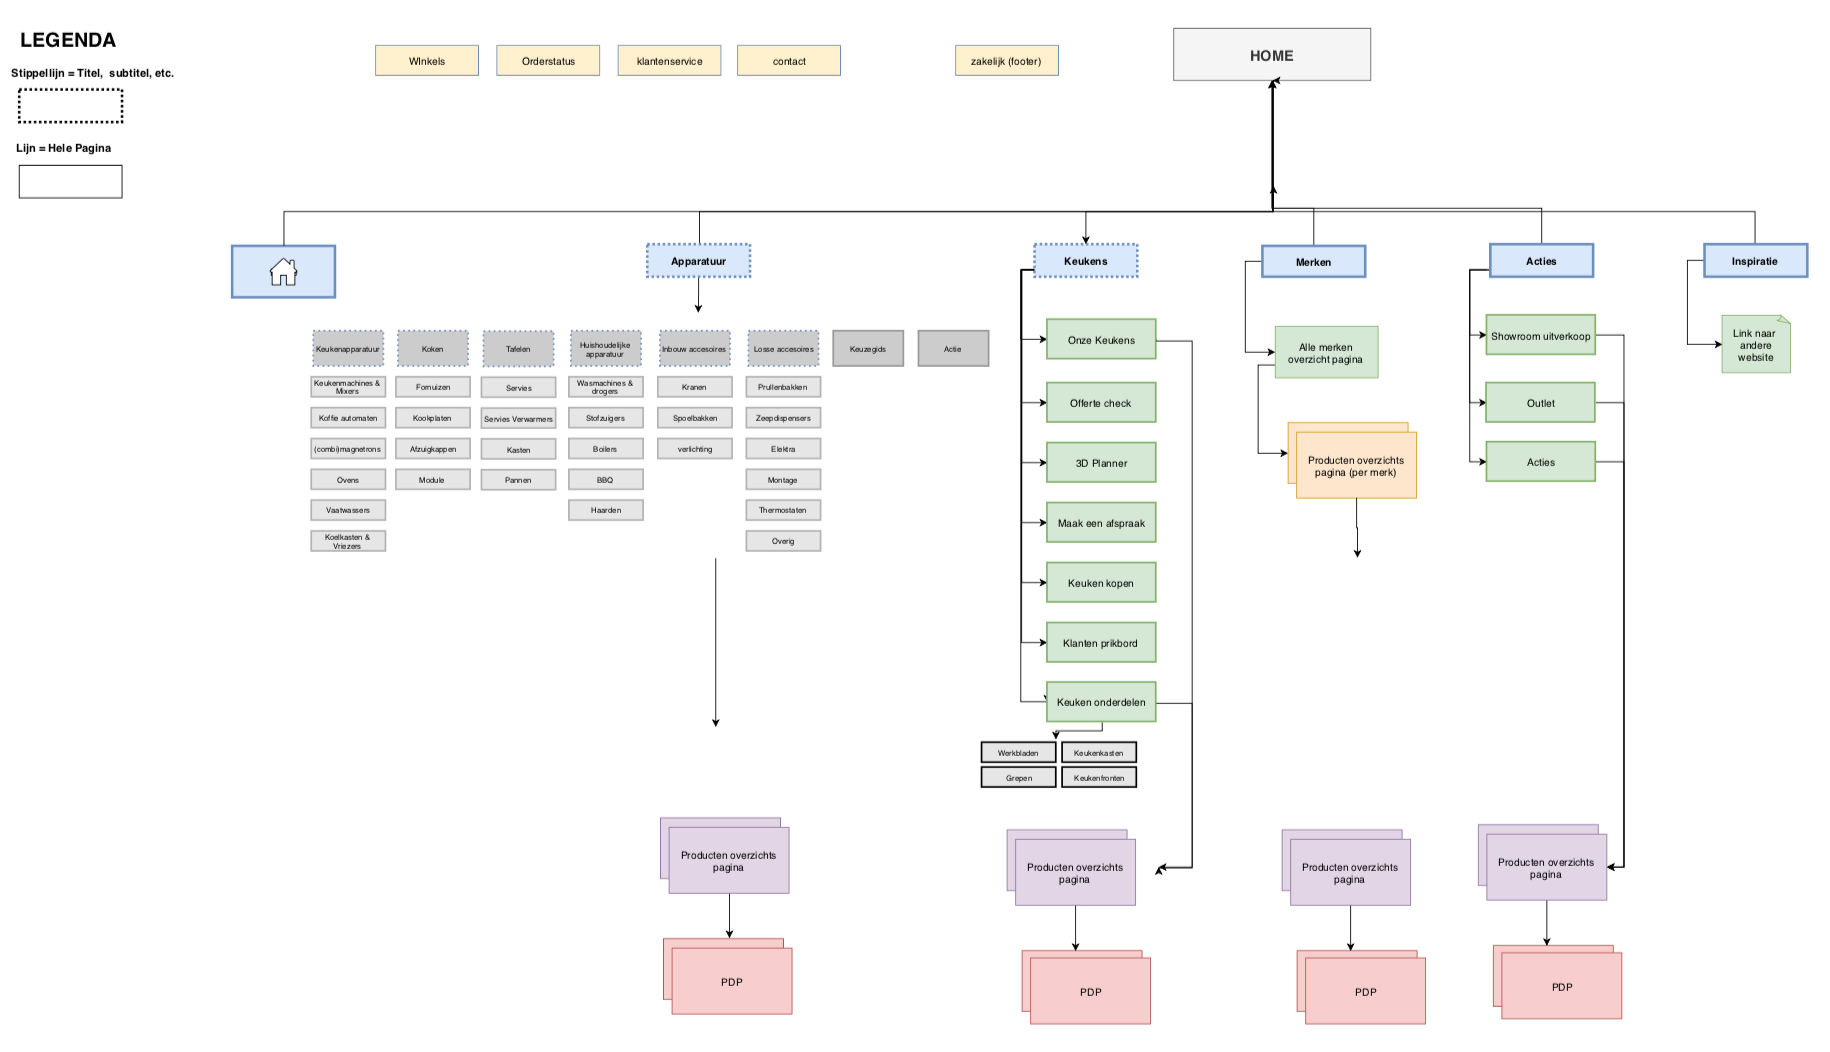 LEGENDA
Stippellijn = Titel, subtitel, etc.
Lijn = Hele Pagina
WInkels
Orderstatus
klantenservice
contact
zakelijk (footer)
HOME
Apparatuur
Keukens
Merken
Acties
Inspiratie
Keukenapparatuur
Koken
Tafelen
Huishoudelijke
apparatuur
Inbouw accesoires
Losse accesoires
Keuzegids
Actie
Keukenmachines &
Mixers
Koffie automaten
(combi)magnetrons
Ovens
Vaatwassers
Koelkasten &
Vriezers
Fornuizen
Kookplaten
Afzuigkappen
Module
Servies
Servies Verwarmers
Kasten
Pannen
Wasmachines &
drogers
Stofzuigers
Boilers
BBQ
Haarden
Kranen
Spoelbakken
verlichting
Prullenbakken
Zeepdispensers
Elektra
Montage
Thermostaten
Overig
Onze Keukens
Offerte check
3D Planner
Maak een afspraak
Keuken kopen
Klanten prikbord
Keuken onderdelen
Werkbladen
Keukenkasten
Grepen
Keukenfronten
Alle merken
overzicht pagina
Producten overzichts
pagina (per merk)
Showroom uitverkoop
Outlet
Acties
Link naar
andere
website
Producten overzichts
pagina
Producten overzichts
pagina
Producten overzichts
pagina
Producten overzichts
pagina
PDP
PDP
PDP
PDP